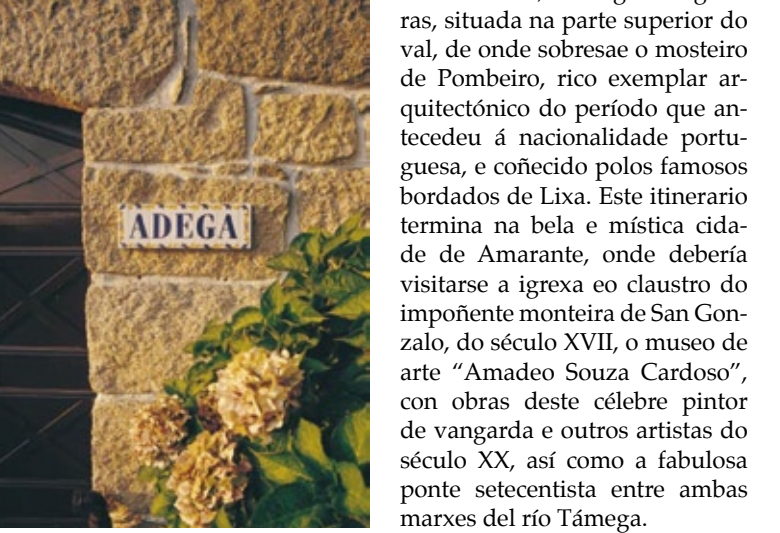 ADEGA
ras, situada na parte superior do
val, de onde sobresae o mosteiro
de Pombeiro, rico exemplar ar-
quitectónico do período que an-
tecedeu á nacionalidade portu-
guesa, e coñecido polos famosos
bordados de Lixa. Este itinerario
termina na bela e mística cida-
de de Amarante, onde debería
visitarse a igrexa eo claustro do
impoñente monteira de San Gon-
zalo, do século XVII, o museo de
arte “Amadeo Souza Cardoso”,
con obras deste célebre pintor
de vangarda e outros artistas do
século XX, así como a fabulosa
ponte setecentista entre ambas
marxes del río Támega.